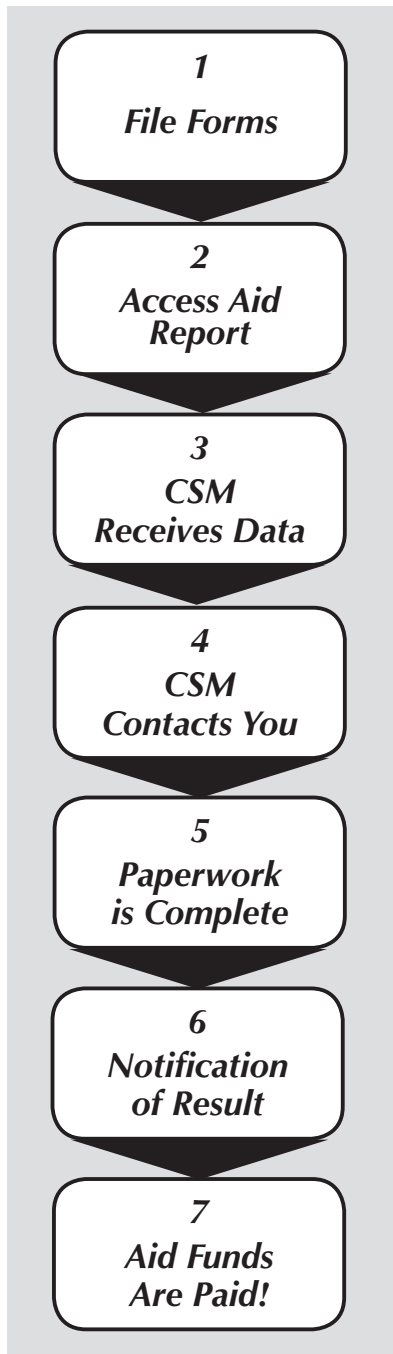 1
File Forms
2
Access Aid
Report
3
CSM
Receives Data
4
CSM
Contacts You
5
Paperwork
is Complete
6
Notification
of Result
7
Aid Funds
Are Paid!